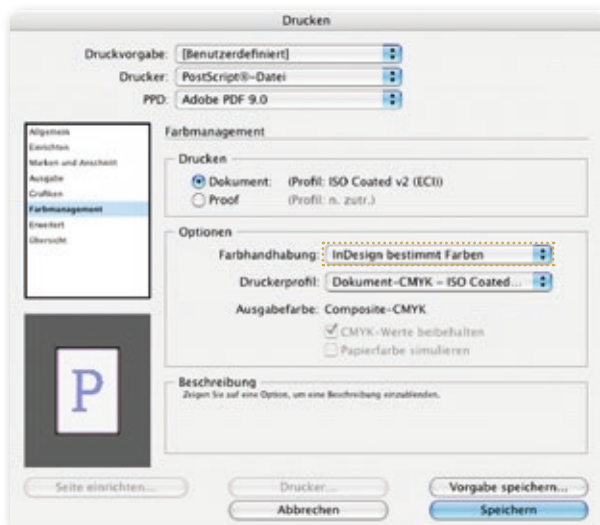 Drucken
Druckvorgabe: [Benutzerdefiniert]
Drucker: PostScript®-Datei
PPD: Adobe PDF 9.0
Allgemein
Einrichten
Marken und Anschnitt
Ausgabe
Grafiken
Farbmanagement
Erweitert
Übersicht
Farbmanagement
Drucken
Dokument: (Profil: ISO Coated v2 (ECI))
Proof (Profil: n. zutr.)
Optionen
Farbhandhabung: InDesign bestimmt Farben
Druckerprofil: Dokument-CMYK – ISO Coated...
Ausgabefarbe: Composite-CMYK
CMYK-Werte beibehalten
Papierfarbe simulieren
P
Beschreibung
Zeigen Sie auf eine Option, um eine Beschreibung einzublenden.
Seite einrichten... Drucker... Vorgabe speichern...
Abbrechen Speichern